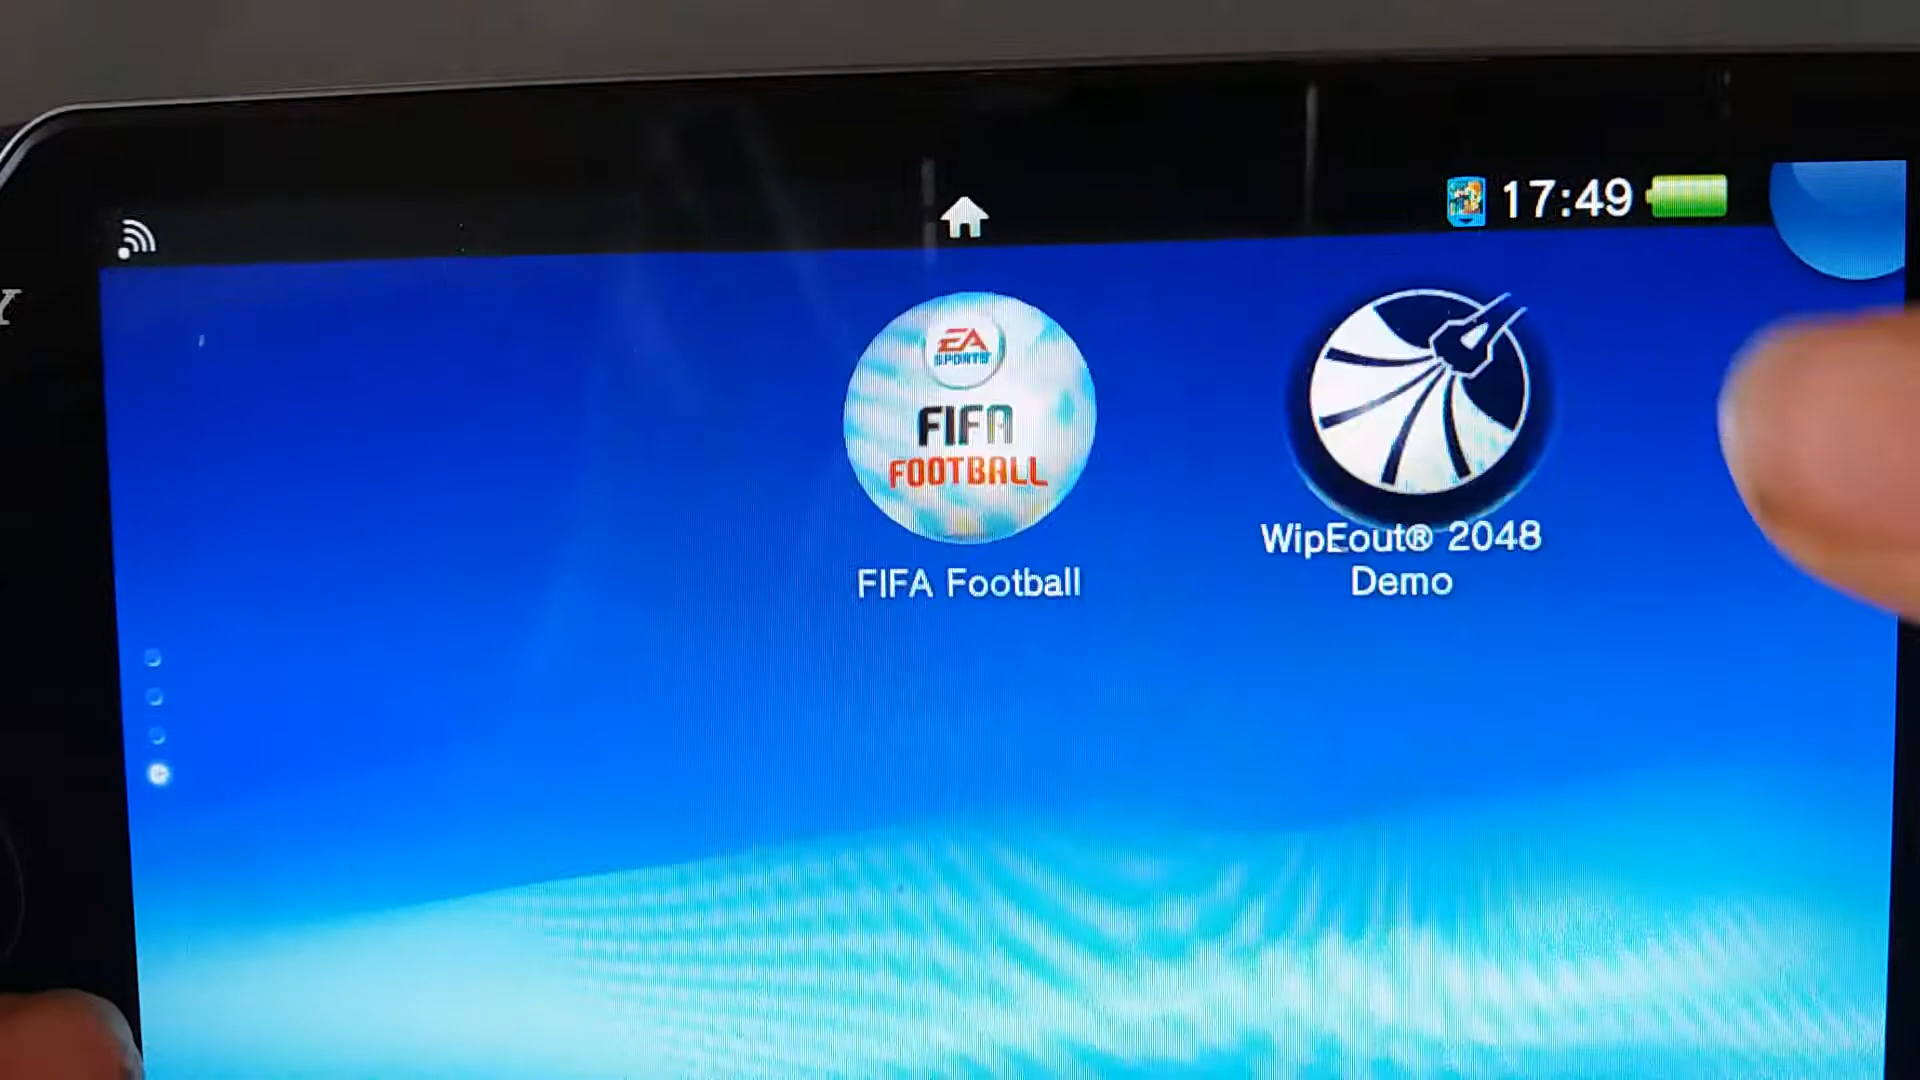 17:49
Y
EA
SPORTS
FIFA
FOOTBALL
FIFA Football
WipEout® 2048
Demo